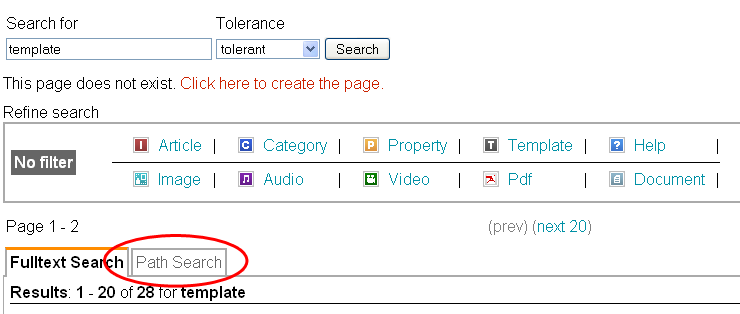 Search for Tolerance
template tolerant Search
This page does not exist. Click here to create the page.
Refine search
No filter
I Article | C Category | P Property | T Template | ? Help |
Image | Audio | Video | Pdf | Document |
Page 1 - 2 (prev) (next 20)
Fulltext Search Path Search
Results: 1 - 20 of 28 for template